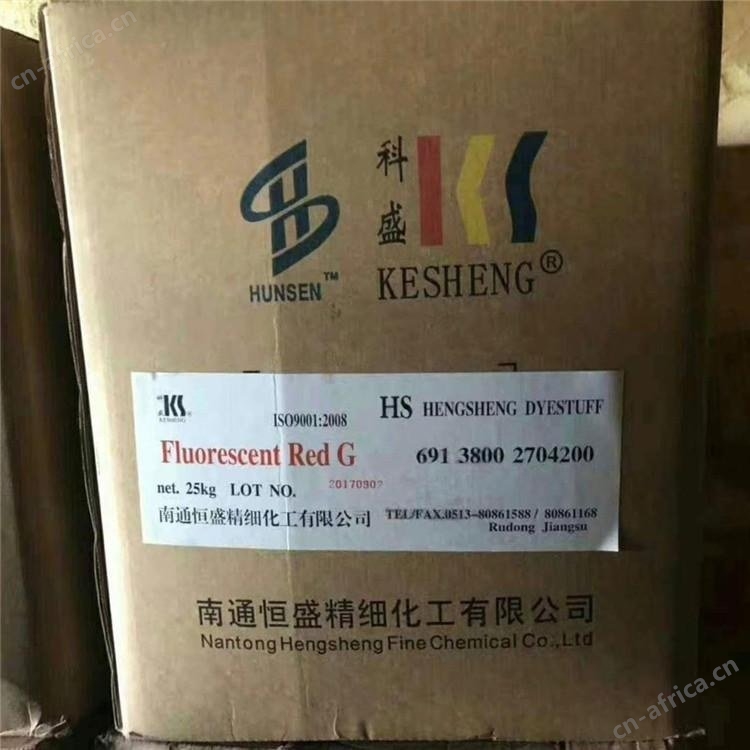 cn-africa.cn
科盛
HUNSEN™
KESHENG®
科盛
KESHENG
ISO9001:2008
HS HENGSHENG DYESTUFF
Fluorescent Red G
691 3800 2704200
net. 25kg LOT NO. 20170902
南通恒盛精细化工有限公司
TEL/FAX.0513-80861588 / 80861168
Rudong Jiangsu
南通恒盛精细化工有限公司
Nantong Hengsheng Fine Chemical Co.,Ltd
cn-africa.cn